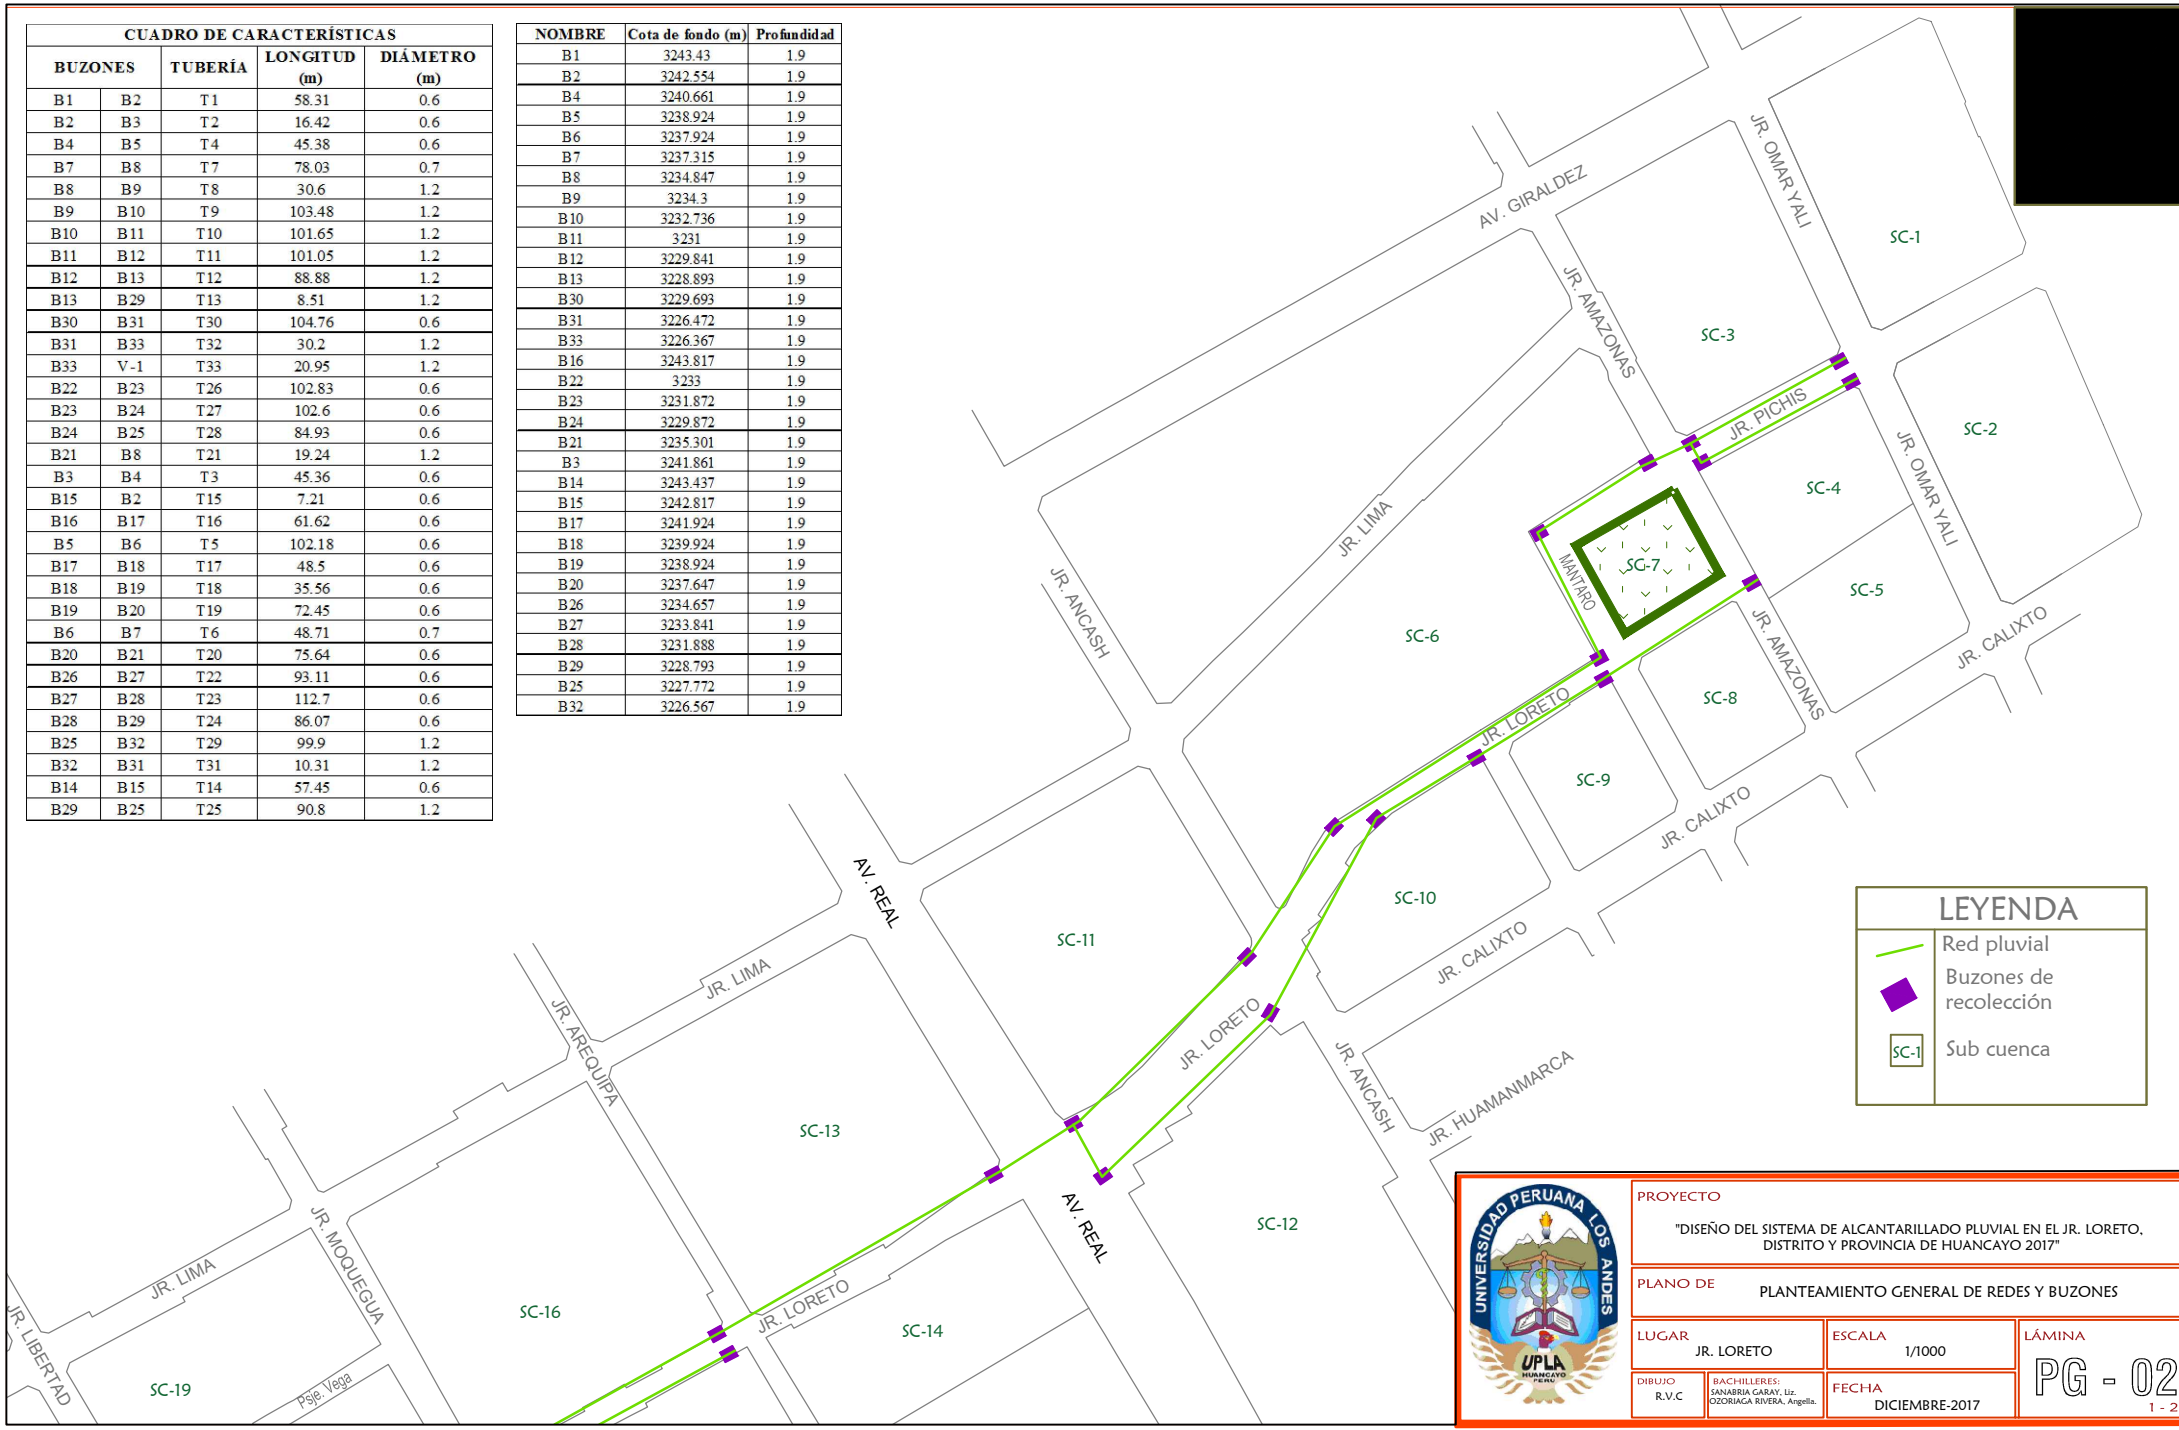 CUADRO DE CARACTERÍSTICAS
BUZONES TUBERÍA LONGITUD (m) DIÁMETRO (m)
B1 B2 T1 58.31 0.6
B2 B3 T2 16.42 0.6
B4 B5 T4 45.38 0.6
B7 B8 T7 78.03 0.7
B8 B9 T8 30.6 1.2
B9 B10 T9 103.48 1.2
B10 B11 T10 101.65 1.2
B11 B12 T11 101.05 1.2
B12 B13 T12 88.88 1.2
B13 B29 T13 8.51 1.2
B30 B31 T30 104.76 0.6
B31 B33 T32 30.2 1.2
B33 V-1 T33 20.95 1.2
B22 B23 T26 102.83 0.6
B23 B24 T27 102.6 0.6
B24 B25 T28 84.93 0.6
B21 B8 T21 19.24 1.2
B3 B4 T3 45.36 0.6
B15 B2 T15 7.21 0.6
B16 B17 T16 61.62 0.6
B5 B6 T5 102.18 0.6
B17 B18 T17 48.5 0.6
B18 B19 T18 35.56 0.6
B19 B20 T19 72.45 0.6
B6 B7 T6 48.71 0.7
B20 B21 T20 75.64 0.6
B26 B27 T22 93.11 0.6
B27 B28 T23 112.7 0.6
B28 B29 T24 86.07 0.6
B25 B32 T29 99.9 1.2
B32 B31 T31 10.31 1.2
B14 B15 T14 57.45 0.6
B29 B25 T25 90.8 1.2
NOMBRE Cota de fondo (m) Profundidad
B1 3243.43 1.9
B2 3242.554 1.9
B4 3240.661 1.9
B5 3238.924 1.9
B6 3237.924 1.9
B7 3237.315 1.9
B8 3234.847 1.9
B9 3234.3 1.9
B10 3232.736 1.9
B11 3231 1.9
B12 3229.841 1.9
B13 3228.893 1.9
B30 3229.693 1.9
B31 3226.472 1.9
B33 3226.367 1.9
B16 3243.817 1.9
B22 3233 1.9
B23 3231.872 1.9
B24 3229.872 1.9
B21 3235.301 1.9
B3 3241.861 1.9
B14 3243.437 1.9
B15 3242.817 1.9
B17 3241.924 1.9
B18 3239.924 1.9
B19 3238.924 1.9
B20 3237.647 1.9
B26 3234.657 1.9
B27 3233.841 1.9
B28 3231.888 1.9
B29 3228.793 1.9
B25 3227.772 1.9
B32 3226.567 1.9
JR. OMAR YALI
AV. GIRALDEZ
SC-1
JR. AMAZONAS
SC-3
JR. PICHIS
SC-2
JR. OMAR YALI
SC-4
JR. LIMA
SC-7
MANTARO
SC-5
JR. ANCASH
SC-6
JR. CALIXTO
JR. AMAZONAS
SC-8
JR. LORETO
SC-9
JR. CALIXTO
AV. REAL
SC-10
SC-11
JR. CALIXTO
JR. LIMA
JR. LORETO
JR. AREQUIPA
JR. ANCASH
JR. HUAMANMARCA
SC-13
AV. REAL
SC-12
JR. MOQUEGUA
JR. LIMA
SC-16
JR. LORETO
SC-14
JR. LIBERTAD
SC-19
Psje. Vega
LEYENDA
Red pluvial
Buzones de
recolección
SC-1 Sub cuenca
UNIVERSIDAD PERUANA LOS ANDES
UPLA
HUANCAYO
PERU
PROYECTO
"DISEÑO DEL SISTEMA DE ALCANTARILLADO PLUVIAL EN EL JR. LORETO,
DISTRITO Y PROVINCIA DE HUANCAYO 2017"
PLANO DE PLANTEAMIENTO GENERAL DE REDES Y BUZONES
LUGAR
JR. LORETO
ESCALA
1/1000
LÁMINA
PG - 02
1 - 2
DIBUJO
R.V.C
BACHILLERES:
SANABRIA GARAY, Liz.
OZORIAGA RIVERA, Angella.
FECHA
DICIEMBRE-2017